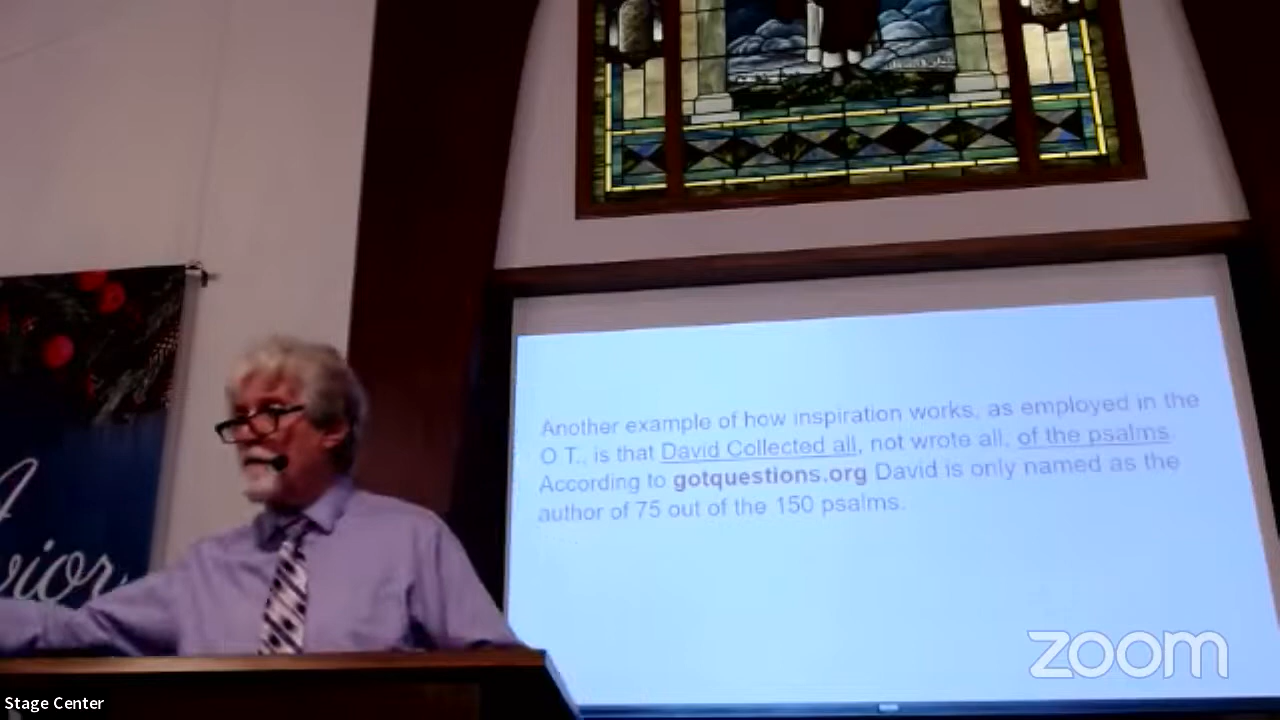 Another example of how inspiration works, as employed in the
O.T., is that David Collected all, not wrote all, of the psalms
According to gotquestions.org David is only named as the
author of 75 out of the 150 psalms.
zoom
Stage Center